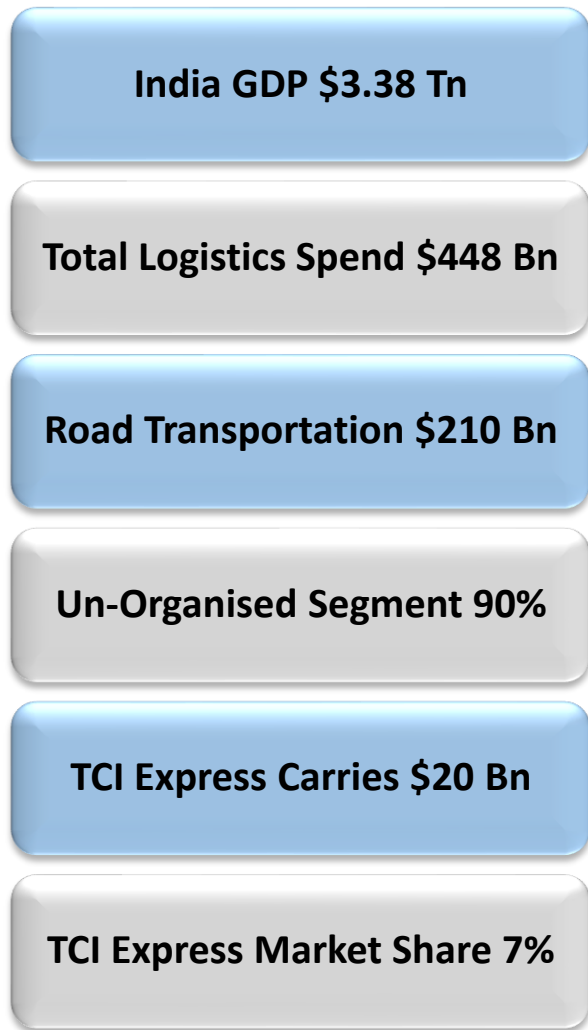 India GDP $3.38 Tn
Total Logistics Spend $448 Bn
Road Transportation $210 Bn
Un-Organised Segment 90%
TCI Express Carries $20 Bn
TCI Express Market Share 7%